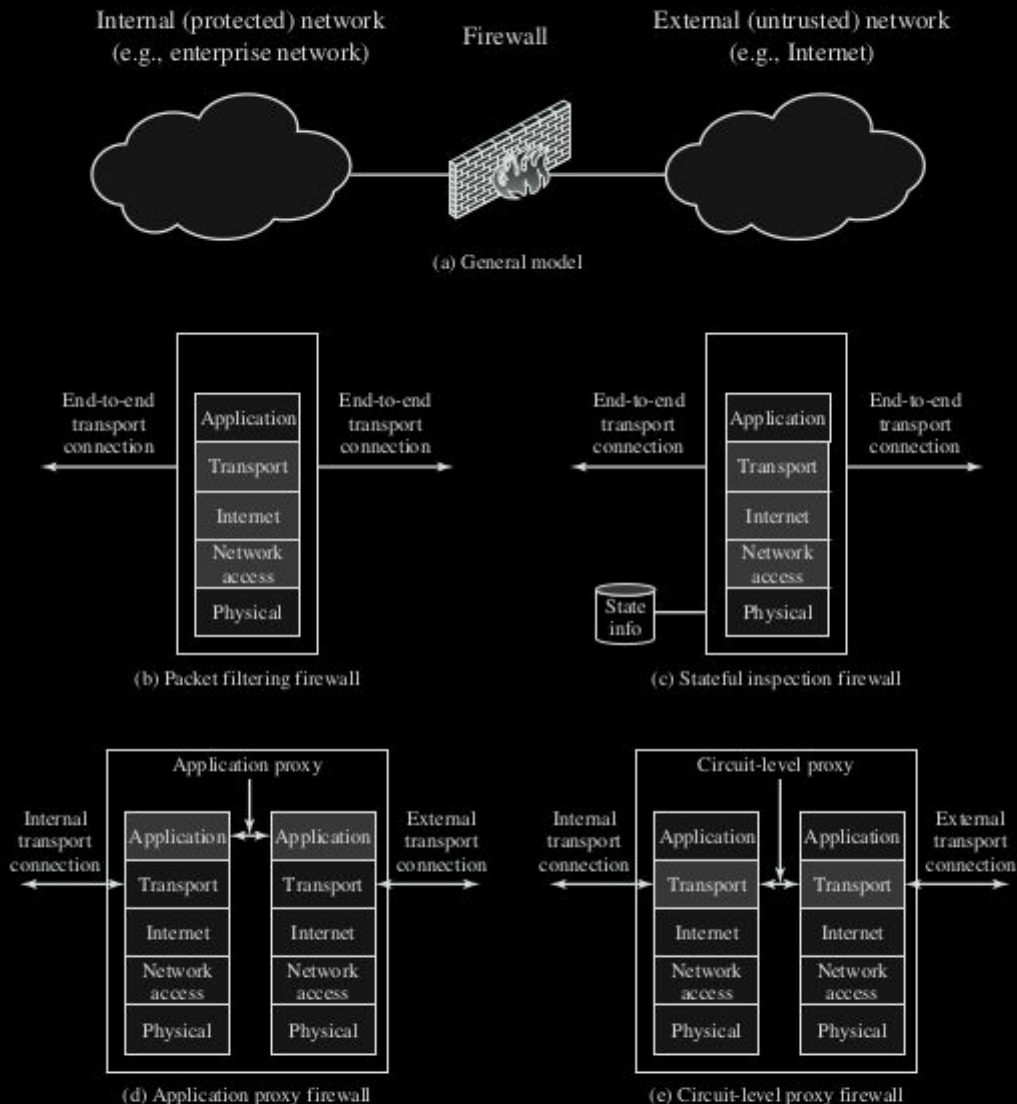 Internal (protected) network
(e.g., enterprise network)
Firewall
External (untrusted) network
(e.g., Internet)
(a) General model
End-to-end
transport
connection
Application
Transport
Internet
Network
access
Physical
End-to-end
transport
connection
(b) Packet filtering firewall
End-to-end
transport
connection
Application
Transport
Internet
Network
access
Physical
End-to-end
transport
connection
State
info
(c) Stateful inspection firewall
Application proxy
Internal
transport
connection
Application
Transport
Internet
Network
access
Physical
Application
Transport
Internet
Network
access
Physical
External
transport
connection
(d) Application proxy firewall
Circuit-level proxy
Internal
transport
connection
Application
Transport
Internet
Network
access
Physical
Application
Transport
Internet
Network
access
Physical
External
transport
connection
(e) Circuit-level proxy firewall